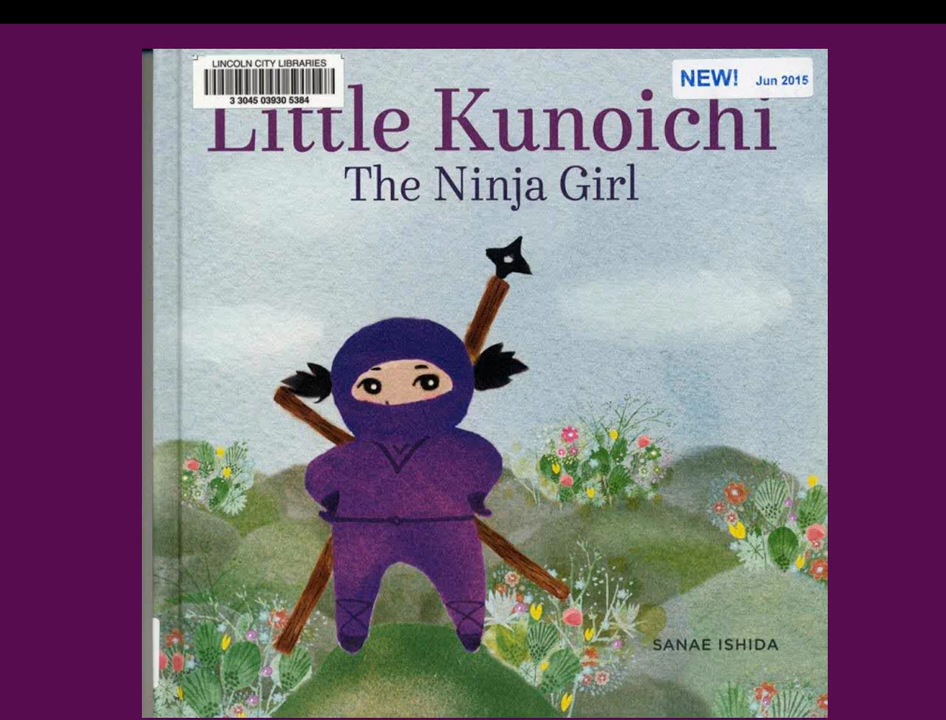 LINCOLN CITY LIBRARIES
3 3045 03930 5384
NEW! Jun 2015
Little Kunoichi
The Ninja Girl
SANAE ISHIDA